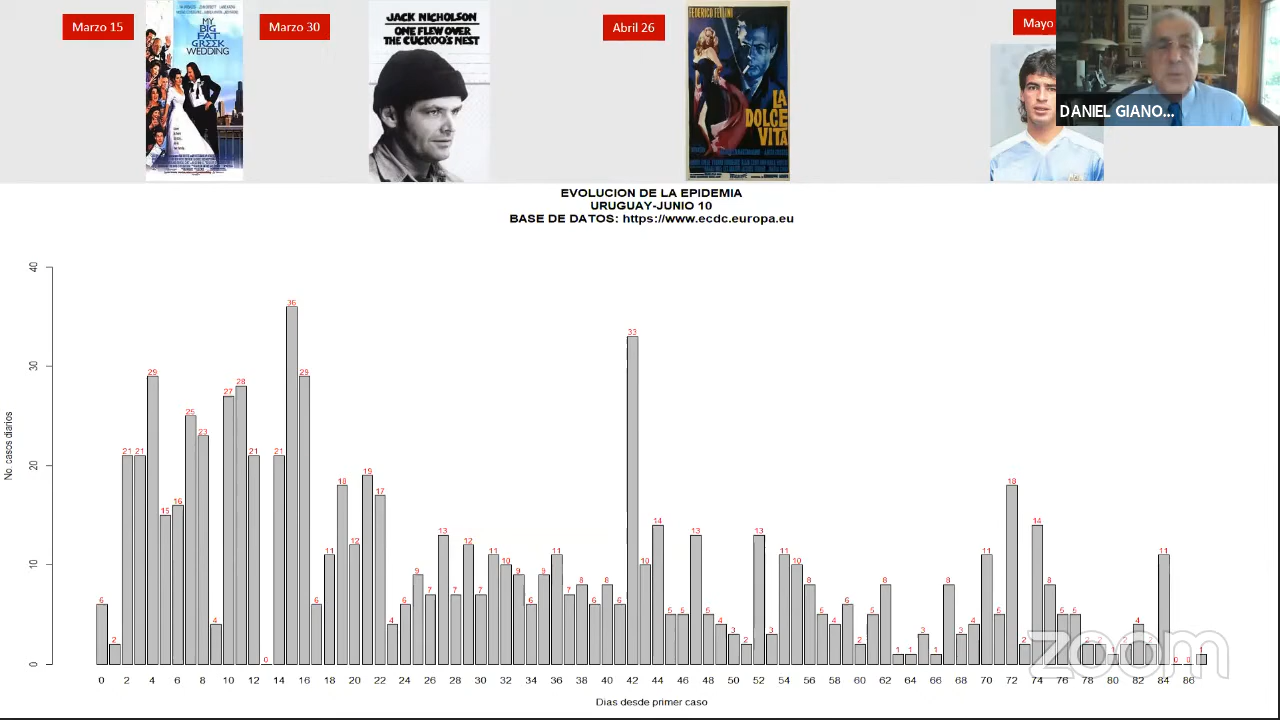 Marzo 15
MY
BIG
FAT
GREEK
WEDDING
Marzo 30
JACK NICHOLSON
ONE FLEW OVER
THE CUCKOO'S NEST
Abril 26
FEDERICO FELLINI
LA
DOLCE
VITA
Mayo
DANIEL GIANO...
EVOLUCION DE LA EPIDEMIA
URUGUAY-JUNIO 10
BASE DE DATOS: https://www.ecdc.europa.eu
No. casos diarios
40
30
20
10
0
6 2 21 21 29 15 16 25 23 4 27 28 21 0 21 36 29 6 11 18 12 19 17 4 6 9 7 13 7 12 7 11 10 9 6 9 11 7 8 6 8 6 33 10 14 5 5 13 5 4 3 2 13 3 11 10 8 5 4 6 2 5 8 1 1 3 1 8 3 4 11 5 18 2 14 8 5 5 2 2 1 2 4 2 11 0 0 1
0 2 4 6 8 10 12 14 16 18 20 22 24 26 28 30 32 34 36 38 40 42 44 46 48 50 52 54 56 58 60 62 64 66 68 70 72 74 76 78 80 82 84 86
Dias desde primer caso
zoom